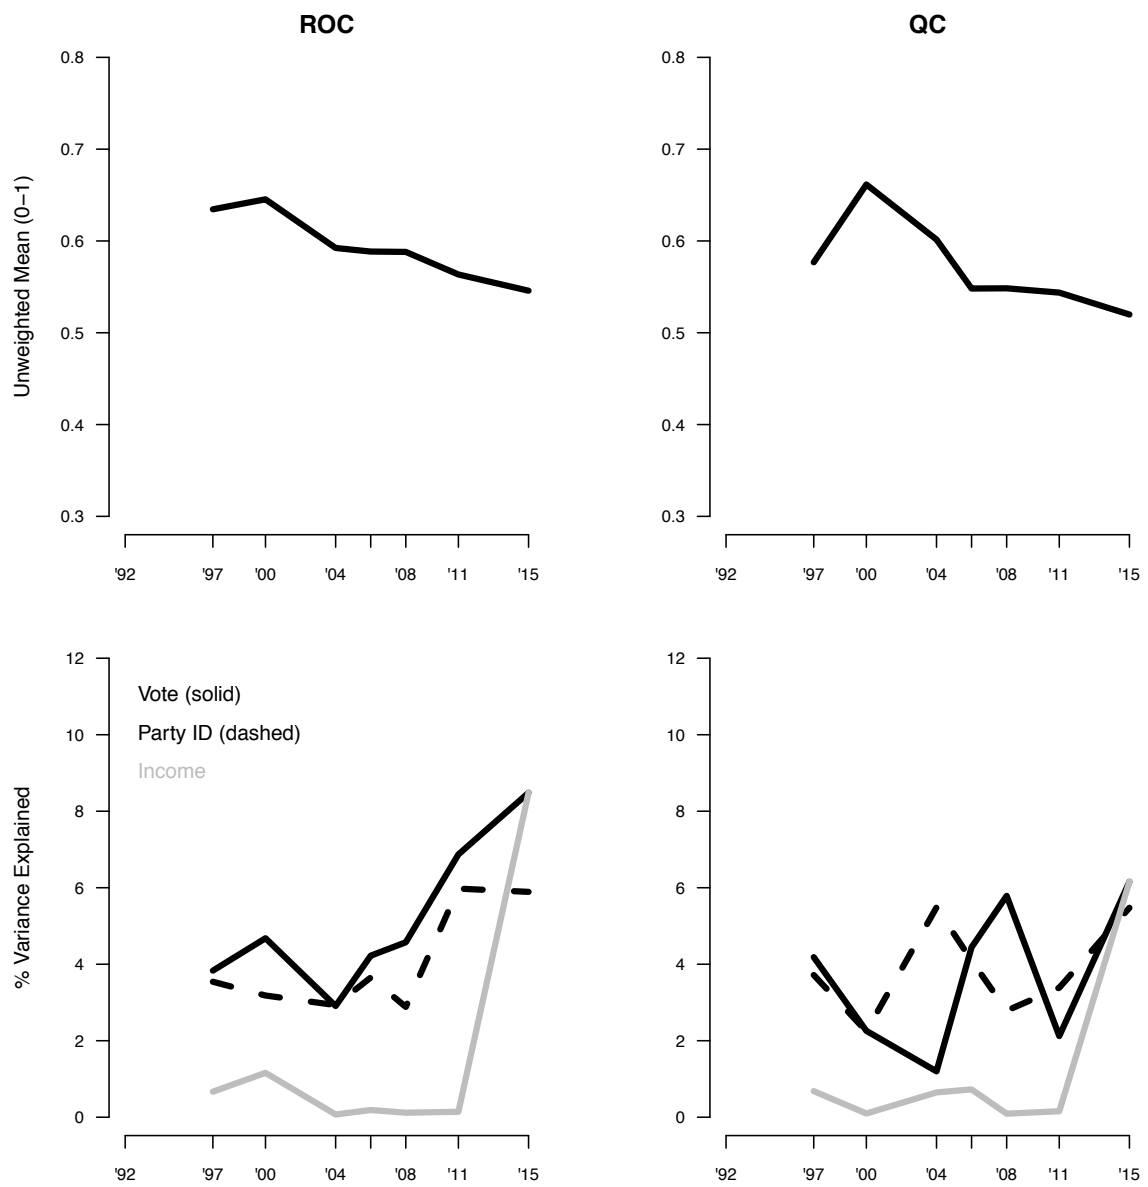 ROC
QC
Unweighted Mean (0−1)
0.8
0.7
0.6
0.5
0.4
0.3
'92 '97 '00 '04 '08 '11 '15
0.8
0.7
0.6
0.5
0.4
0.3
'92 '97 '00 '04 '08 '11 '15
% Variance Explained
12
10
8
6
4
2
0
Vote (solid)
Party ID (dashed)
Income
'92 '97 '00 '04 '08 '11 '15
12
10
8
6
4
2
0
'92 '97 '00 '04 '08 '11 '15